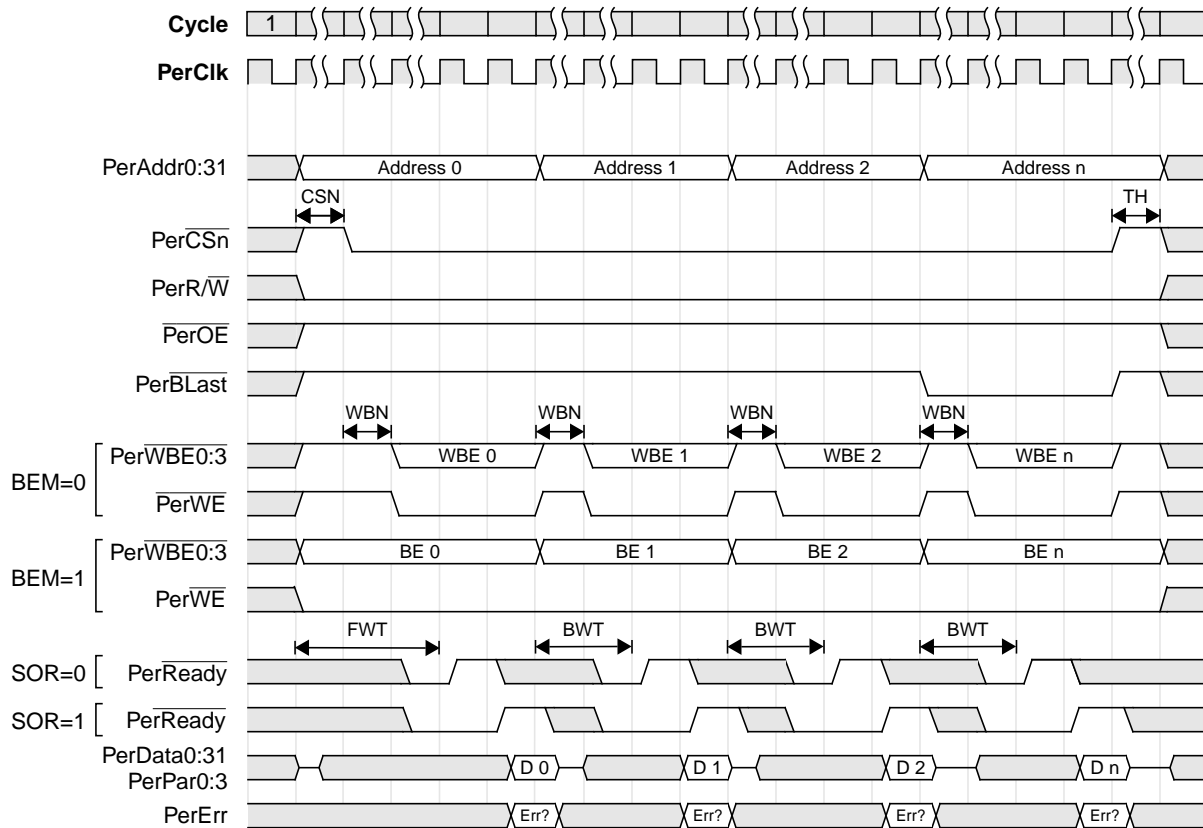 Cycle 1
PerClk
PerAddr0:31 Address 0 Address 1 Address 2 Address n
CSN TH
PerCSn
PerR/W
PerOE
PerBLast
WBN WBN WBN WBN
BEM=0 PerWBE0:3 WBE 0 WBE 1 WBE 2 WBE n
PerWE
BEM=1 PerWBE0:3 BE 0 BE 1 BE 2 BE n
PerWE
FWT BWT BWT BWT
SOR=0 PerReady
SOR=1 PerReady
PerData0:31
PerPar0:3 D 0 D 1 D 2 D n
PerErr Err? Err? Err? Err?